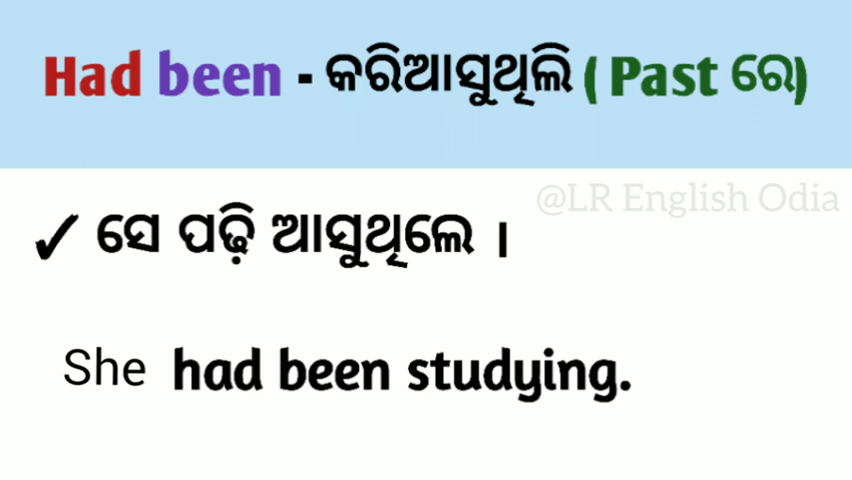 Had been - କରିଆସୁଥିଲି ( Past ରେ)
@LR English Odia
✓ ସେ ପଢ଼ି ଆସୁଥିଲେ ।
She had been studying.